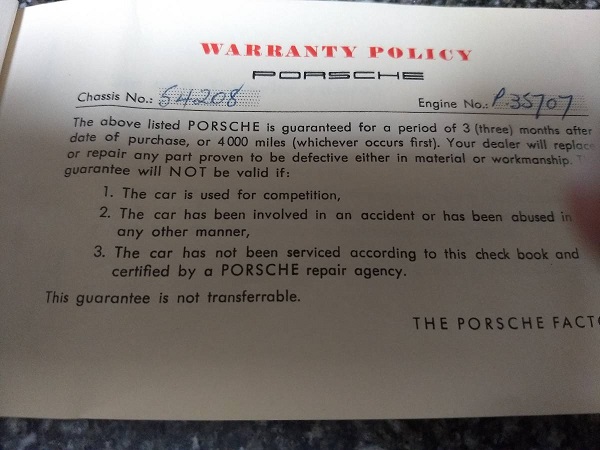 WARRANTY POLICY
PORSCHE
Chassis No.: 54208 Engine No.: P.35707
The above listed PORSCHE is guaranteed for a period of 3 (three) months after
date of purchase, or 4000 miles (whichever occurs first). Your dealer will replace
or repair any part proven to be defective either in material or workmanship.
guarantee will NOT be valid if:
1. The car is used for competition,
2. The car has been involved in an accident or has been abused in
any other manner,
3. The car has not been serviced according to this check book and
certified by a PORSCHE repair agency.
This guarantee is not transferrable.
THE PORSCHE